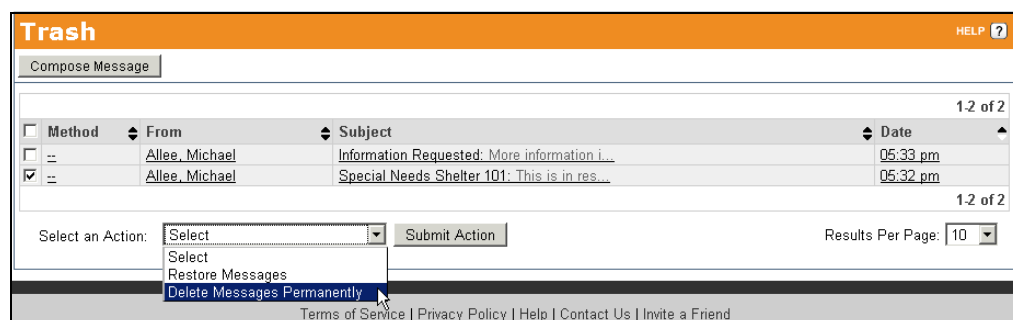 Trash HELP ?
Compose Message
1-2 of 2
Method From Subject Date
-- Allee, Michael Information Requested: More information i... 05:33 pm
-- Allee, Michael Special Needs Shelter 101: This is in res... 05:32 pm
1-2 of 2
Select an Action: Select Submit Action Results Per Page: 10
Select
Restore Messages
Delete Messages Permanently
Terms of Service | Privacy Policy | Help | Contact Us | Invite a Friend